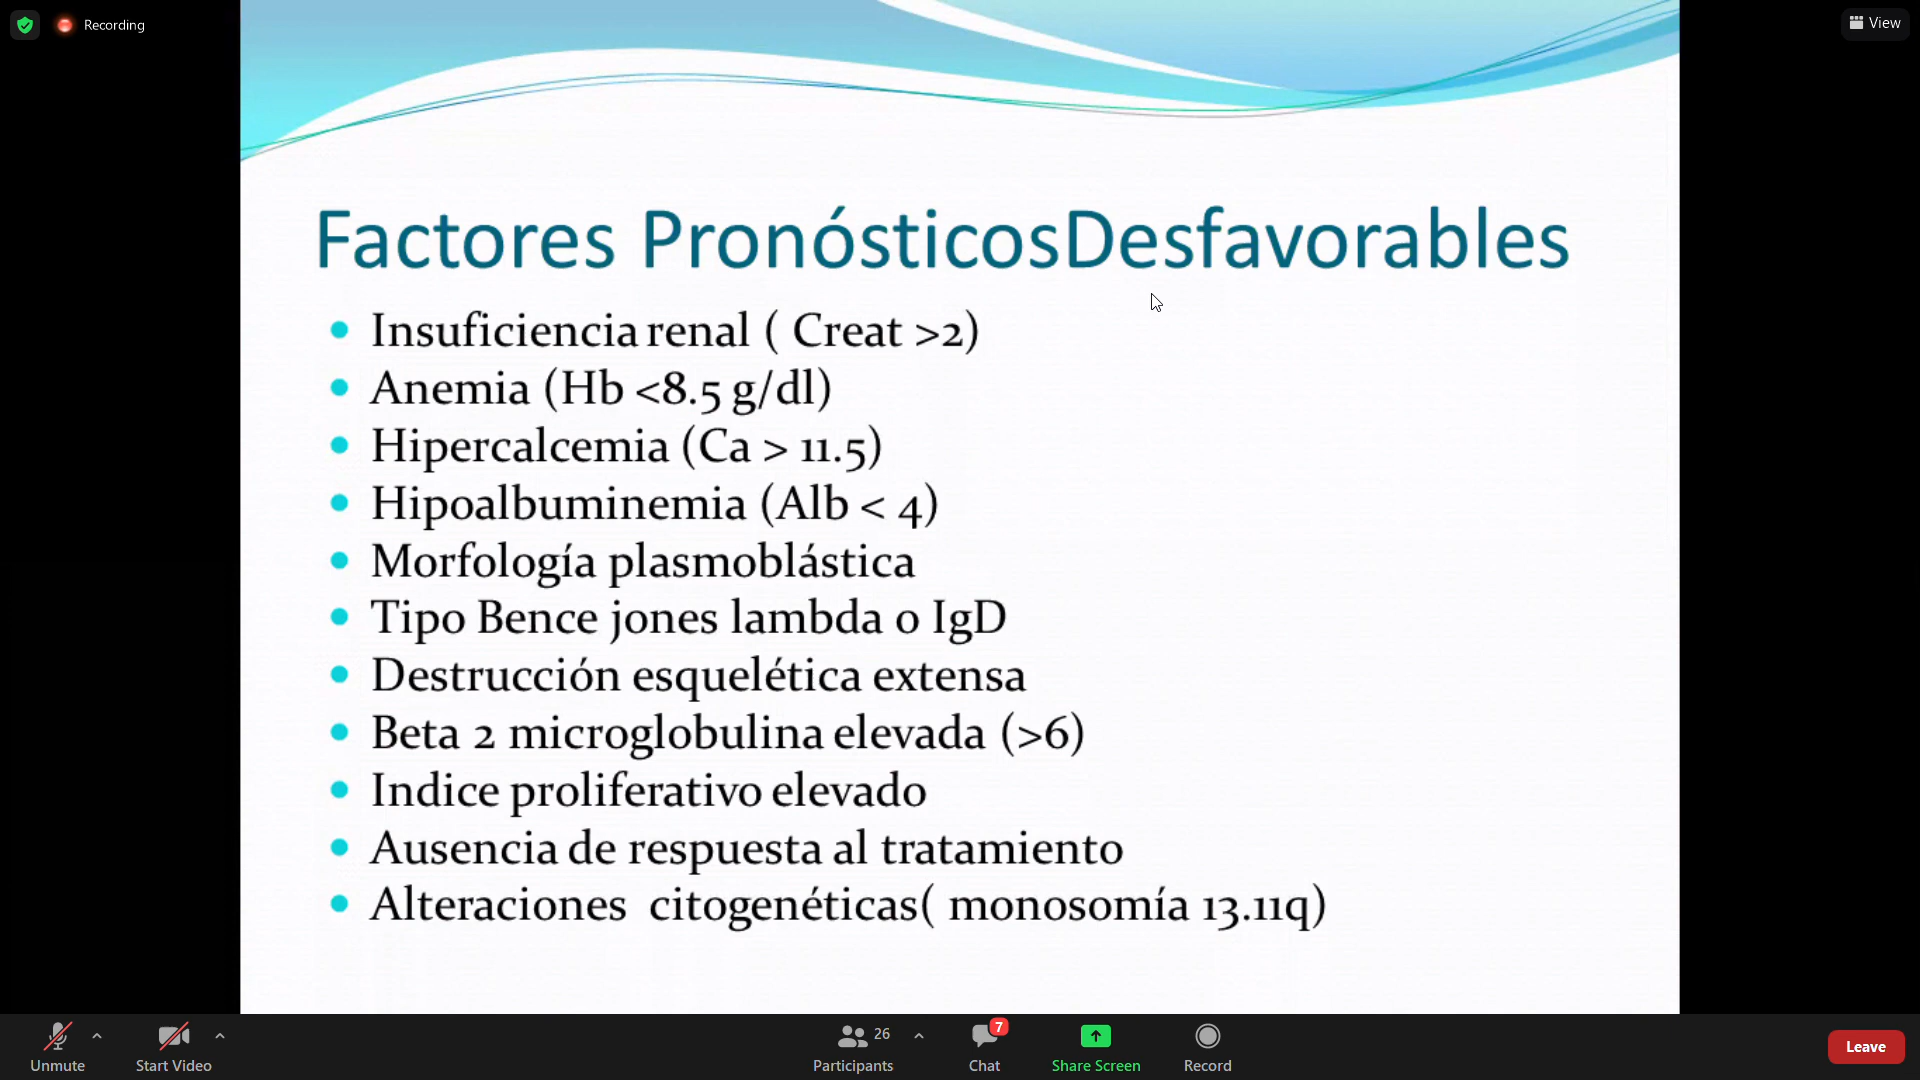 Recording
View
Factores PronósticosDesfavorables
Insuficiencia renal ( Creat >2)
Anemia (Hb <8.5 g/dl)
Hipercalcemia (Ca > 11.5)
Hipoalbuminemia (Alb < 4)
Morfología plasmoblástica
Tipo Bence jones lambda o IgD
Destrucción esquelética extensa
Beta 2 microglobulina elevada (>6)
Indice proliferativo elevado
Ausencia de respuesta al tratamiento
Alteraciones citogenéticas( monosomía 13.11q)
26
7
Unmute
Start Video
Participants
Chat
Share Screen
Record
Leave